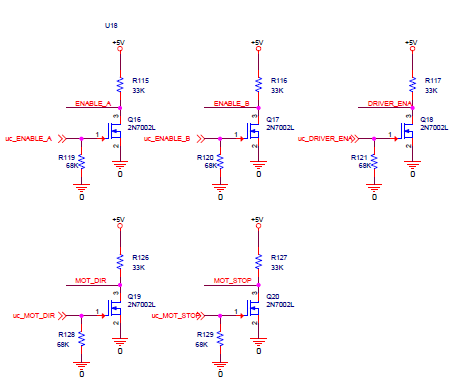 U18
+5V +5V +5V
R115 R116 R117
33K 33K 33K
ENABLE_A ENABLE_B DRIVER_ENA
3 3 3
Q16 Q17 Q18
2N7002L 2N7002L 2N7002L
uc_ENABLE_A 1 uc_ENABLE_B 1 uc_DRIVER_ENA 1
2 2 2
R119 R120 R121
68K 68K 68K
0 0 0
0 0 0
+5V +5V
R126 R127
33K 33K
MOT_DIR MOT_STOP
3 3
Q19 Q20
2N7002L 2N7002L
uc_MOT_DIR 1 uc_MOT_STOP 1
2 2
R128 R129
68K 68K
0 0
0 0